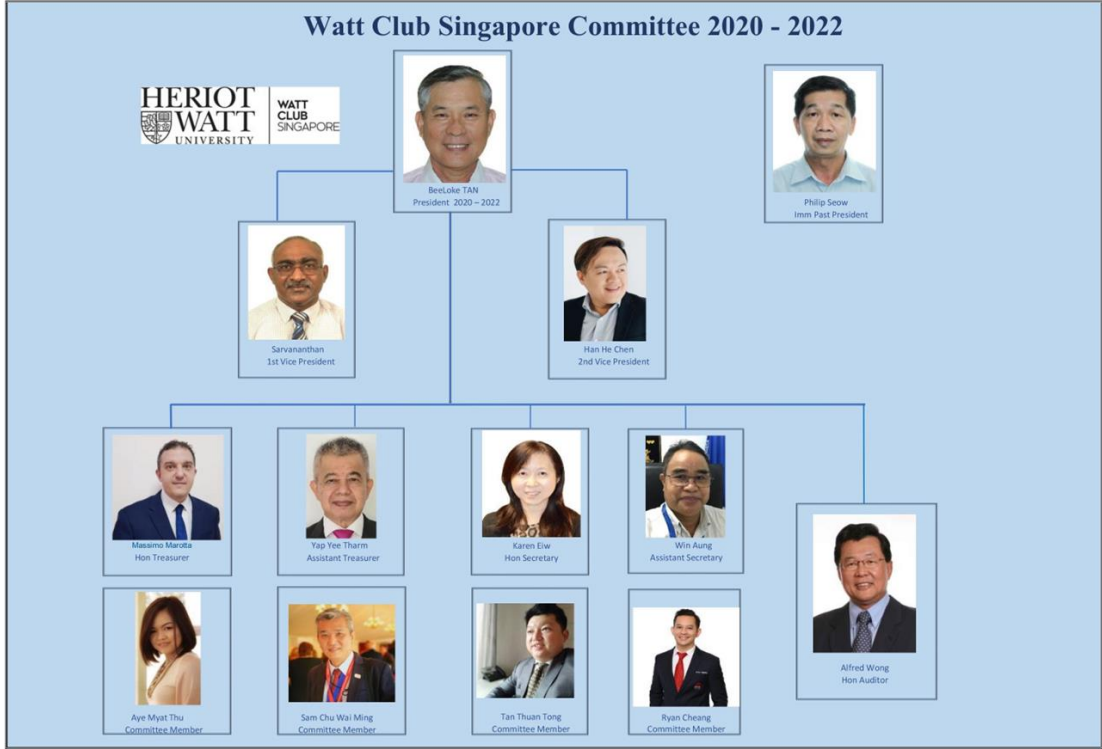 Watt Club Singapore Committee 2020 - 2022
HERIOT
WATT
UNIVERSITY
WATT
CLUB
SINGAPORE
BeeLoke TAN
President 2020 – 2022
Philip Seow
Imm Past President
Sarvananthan
1st Vice President
Han He Chen
2nd Vice President
Massimo Marotta
Hon Treasurer
Yap Yee Tharm
Assistant Treasurer
Karen Eiw
Hon Secretary
Win Aung
Assistant Secretary
Alfred Wong
Hon Auditor
Aye Myat Thu
Committee Member
Sam Chu Wai Ming
Committee Member
Tan Thuan Tong
Committee Member
Ryan Cheang
Committee Member